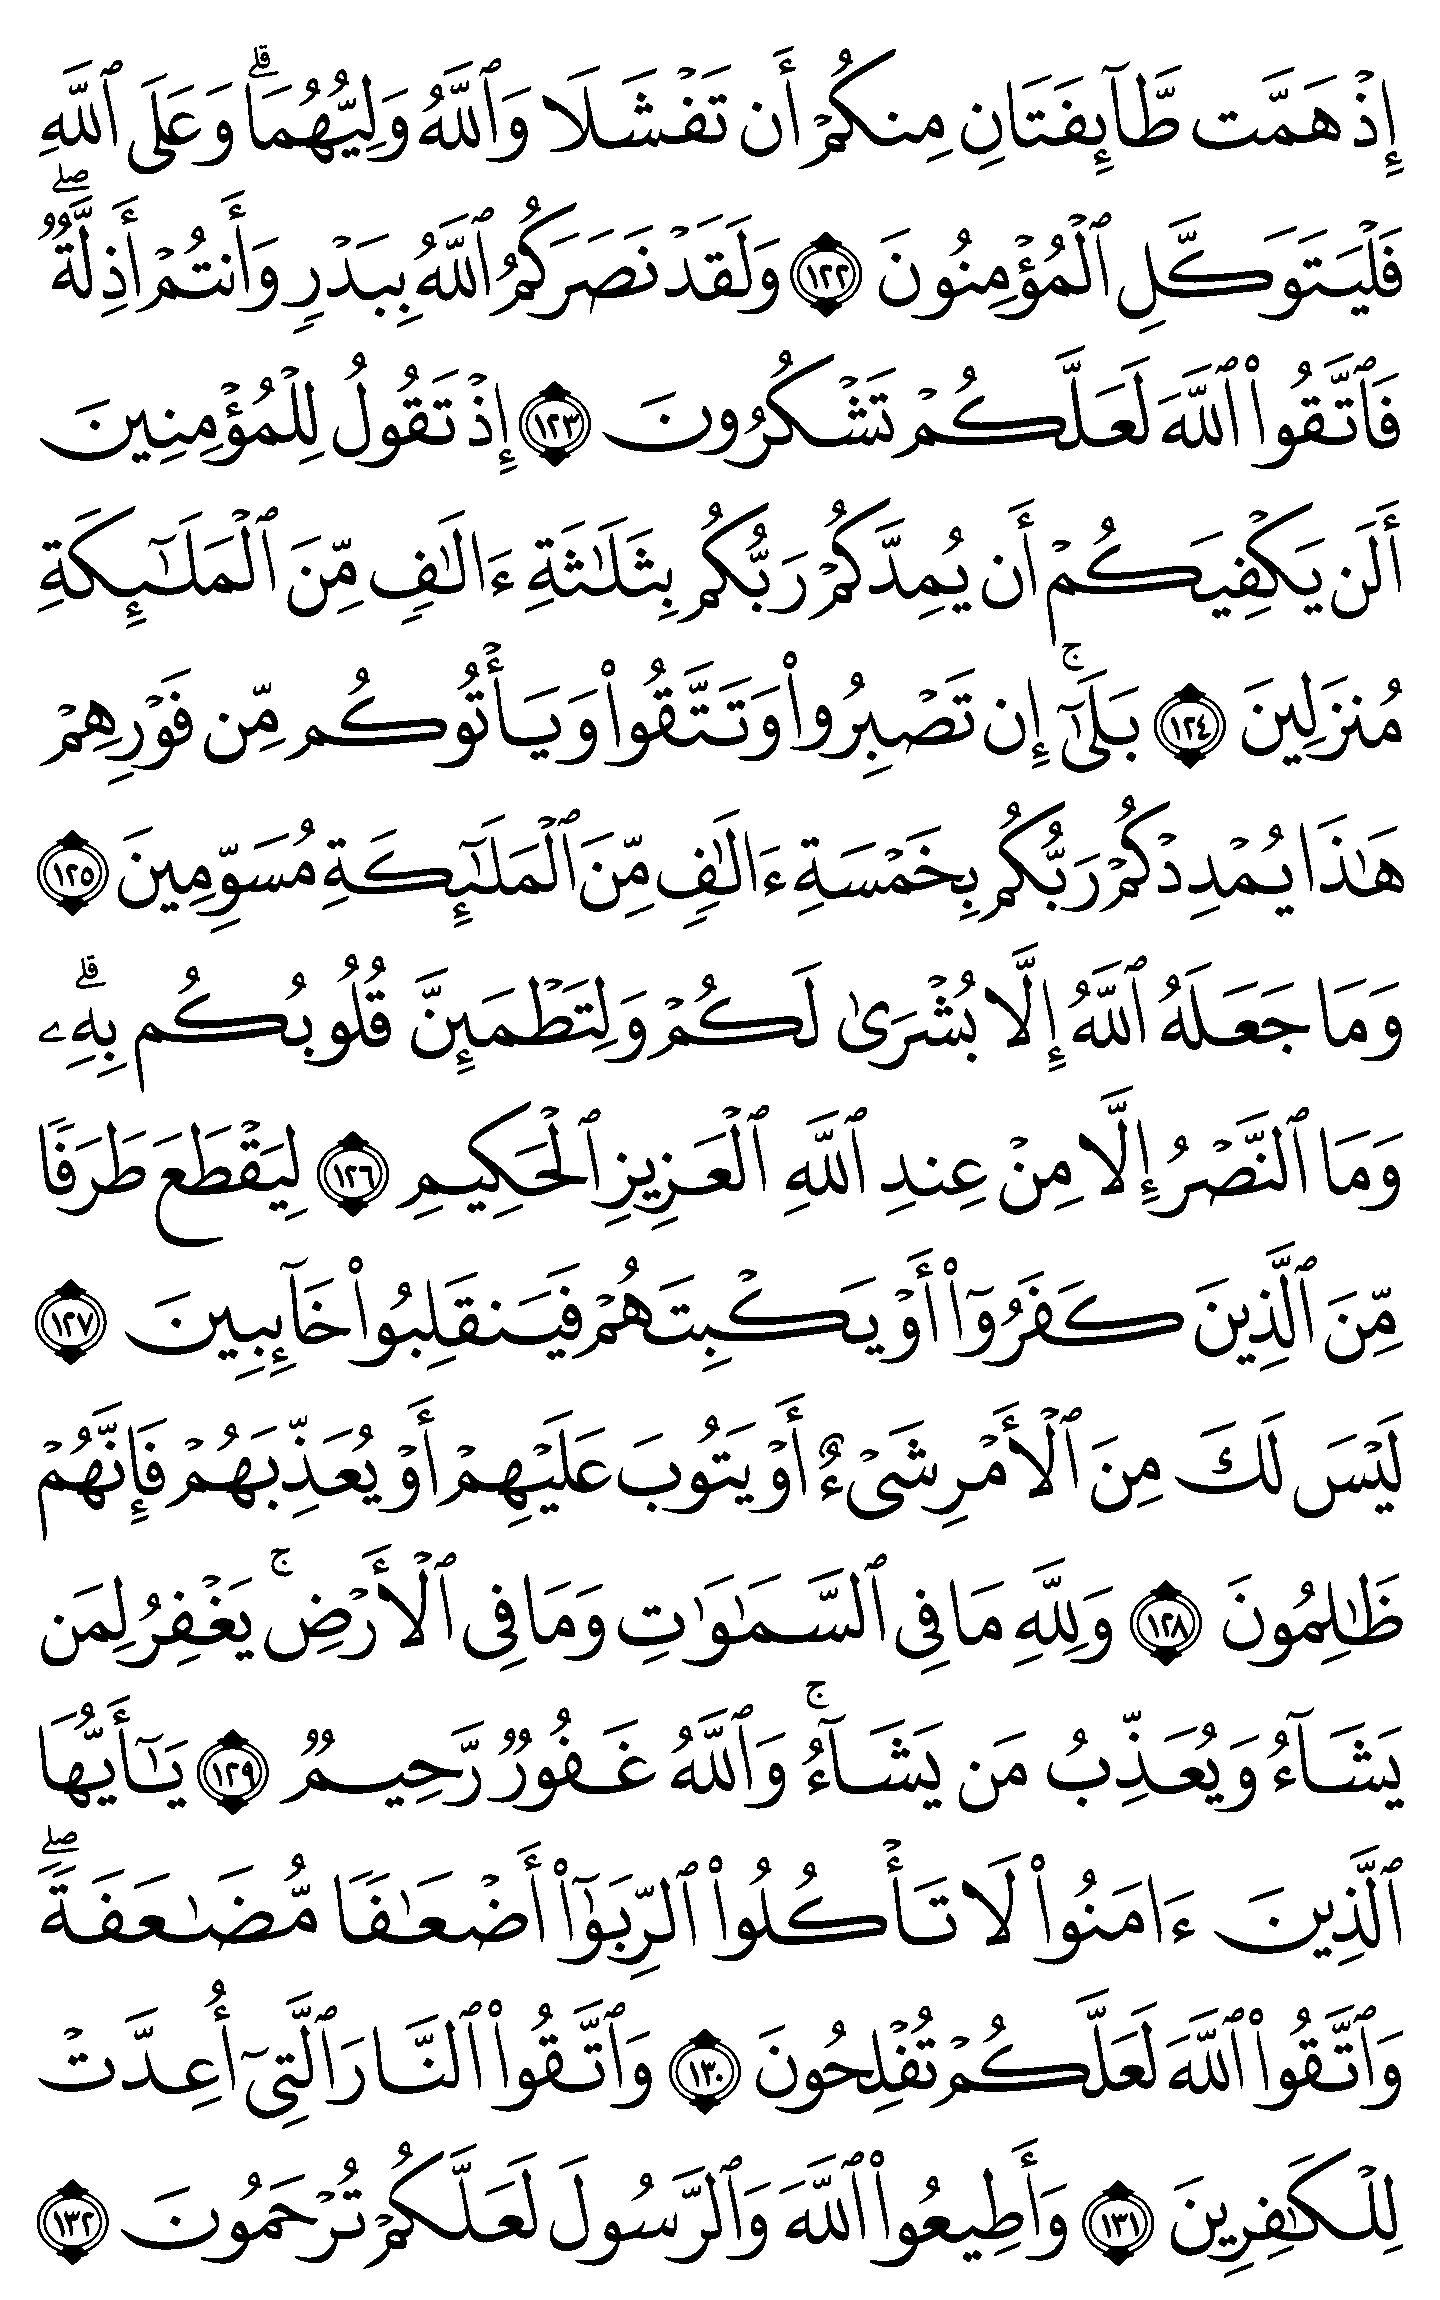 إِذْ هَمَّت طَّآئِفَتَانِ مِنكُمْ أَن تَفْشَلَا وَٱللَّهُ وَلِيُّهُمَا ۗ وَعَلَى ٱللَّهِ
فَلْيَتَوَكَّلِ ٱلْمُؤْمِنُونَ ١٢٢ وَلَقَدْ نَصَرَكُمُ ٱللَّهُ بِبَدْرٍ وَأَنتُمْ أَذِلَّةٌ ۖ
فَٱتَّقُوا۟ ٱللَّهَ لَعَلَّكُمْ تَشْكُرُونَ ١٢٣ إِذْ تَقُولُ لِلْمُؤْمِنِينَ
أَلَن يَكْفِيَكُمْ أَن يُمِدَّكُمْ رَبُّكُم بِثَلَـٰثَةِ ءَالَـٰفٍ مِّنَ ٱلْمَلَـٰٓئِكَةِ
مُنزَلِينَ ١٢٤ بَلَىٰٓ ۚ إِن تَصْبِرُوا۟ وَتَتَّقُوا۟ وَيَأْتُوكُم مِّن فَوْرِهِمْ
هَـٰذَا يُمْدِدْكُمْ رَبُّكُم بِخَمْسَةِ ءَالَـٰفٍ مِّنَ ٱلْمَلَـٰٓئِكَةِ مُسَوِّمِينَ ١٢٥
وَمَا جَعَلَهُ ٱللَّهُ إِلَّا بُشْرَىٰ لَكُمْ وَلِتَطْمَئِنَّ قُلُوبُكُم بِهِۦ ۗ
وَمَا ٱلنَّصْرُ إِلَّا مِنْ عِندِ ٱللَّهِ ٱلْعَزِيزِ ٱلْحَكِيمِ ١٢٦ لِيَقْطَعَ طَرَفًا
مِّنَ ٱلَّذِينَ كَفَرُوٓا۟ أَوْ يَكْبِتَهُمْ فَيَنقَلِبُوا۟ خَآئِبِينَ ١٢٧
لَيْسَ لَكَ مِنَ ٱلْأَمْرِ شَىْءٌ أَوْ يَتُوبَ عَلَيْهِمْ أَوْ يُعَذِّبَهُمْ فَإِنَّهُمْ
ظَـٰلِمُونَ ١٢٨ وَلِلَّهِ مَا فِى ٱلسَّمَـٰوَٰتِ وَمَا فِى ٱلْأَرْضِ ۚ يَغْفِرُ لِمَن
يَشَآءُ وَيُعَذِّبُ مَن يَشَآءُ ۚ وَٱللَّهُ غَفُورٌ رَّحِيمٌ ١٢٩ يَـٰٓأَيُّهَا
ٱلَّذِينَ ءَامَنُوا۟ لَا تَأْكُلُوا۟ ٱلرِّبَوٰٓا۟ أَضْعَـٰفًا مُّضَـٰعَفَةً ۖ
وَٱتَّقُوا۟ ٱللَّهَ لَعَلَّكُمْ تُفْلِحُونَ ١٣٠ وَٱتَّقُوا۟ ٱلنَّارَ ٱلَّتِىٓ أُعِدَّتْ
لِلْكَـٰفِرِينَ ١٣١ وَأَطِيعُوا۟ ٱللَّهَ وَٱلرَّسُولَ لَعَلَّكُمْ تُرْحَمُونَ ١٣٢